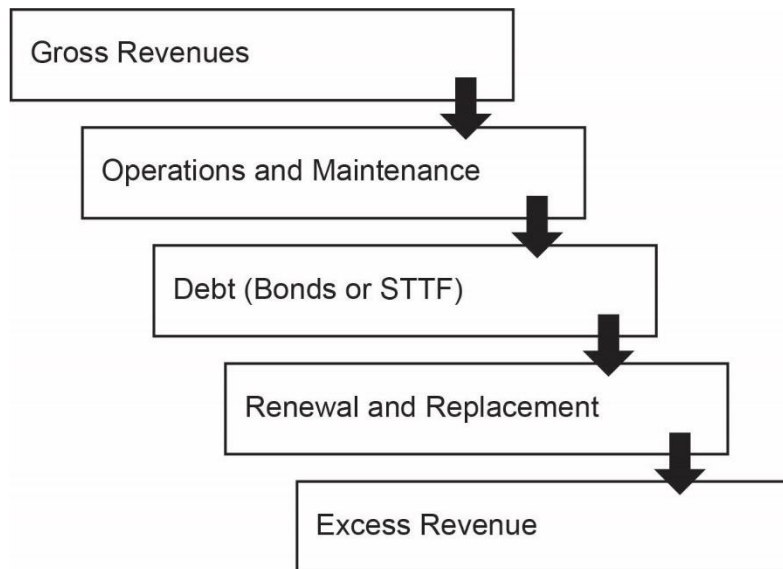 Gross Revenues
Operations and Maintenance
Debt (Bonds or STTF)
Renewal and Replacement
Excess Revenue